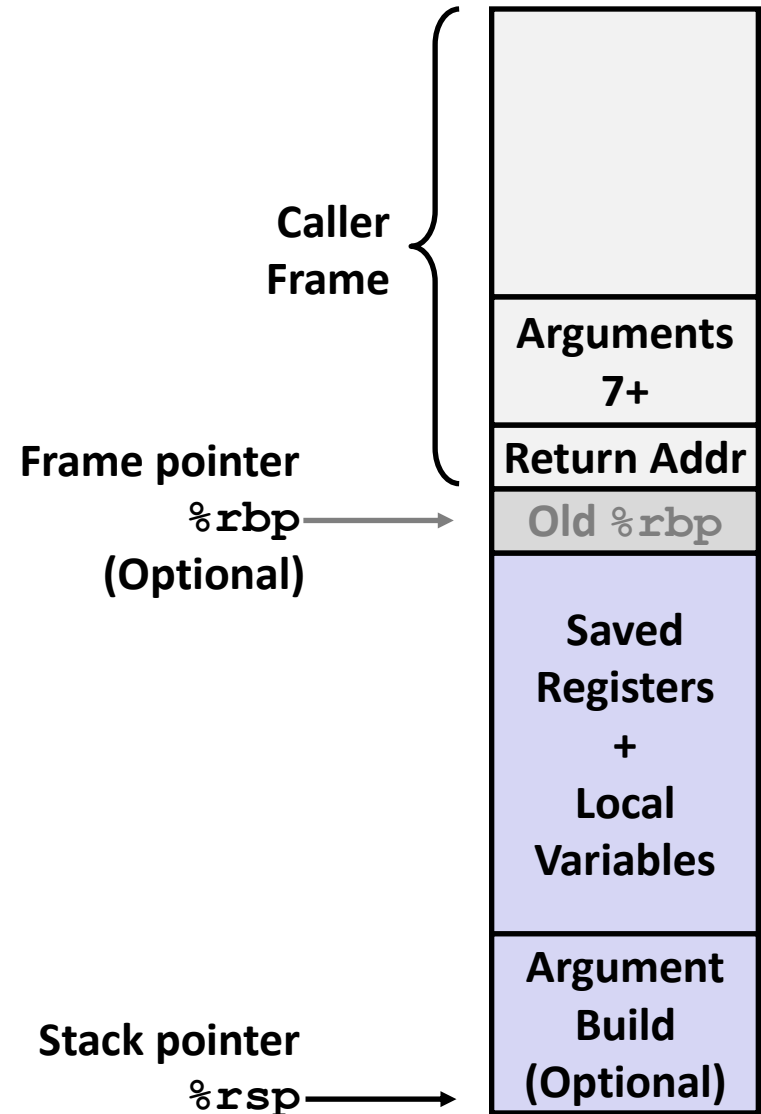 Caller
Frame
Arguments
7+
Return Addr
Frame pointer
%rbp
(Optional)
Old %rbp
Saved
Registers
+
Local
Variables
Argument
Build
(Optional)
Stack pointer
%rsp